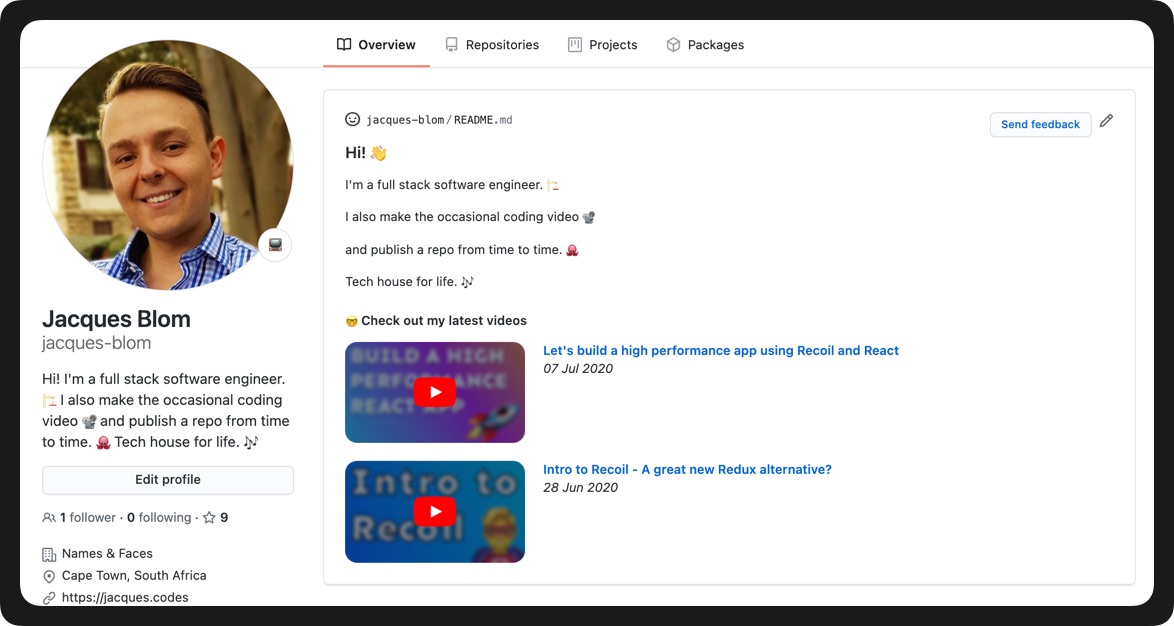 Overview
Repositories
Projects
Packages
jacques-blom/README.md
Send feedback
Hi! 👋
I'm a full stack software engineer. 🏗
I also make the occasional coding video 📽
and publish a repo from time to time. 🐙
Tech house for life. 🎶
🤓 Check out my latest videos
BUILD A HIGH
PERFORMANCE
REACT APP
Let's build a high performance app using Recoil and React
07 Jul 2020
Intro to
Recoil
Intro to Recoil - A great new Redux alternative?
28 Jun 2020
Jacques Blom
jacques-blom
Hi! I'm a full stack software engineer.
🏗 I also make the occasional coding
video 📽 and publish a repo from time
to time. 🐙 Tech house for life. 🎶
Edit profile
1 follower · 0 following · 9
Names & Faces
Cape Town, South Africa
https://jacques.codes